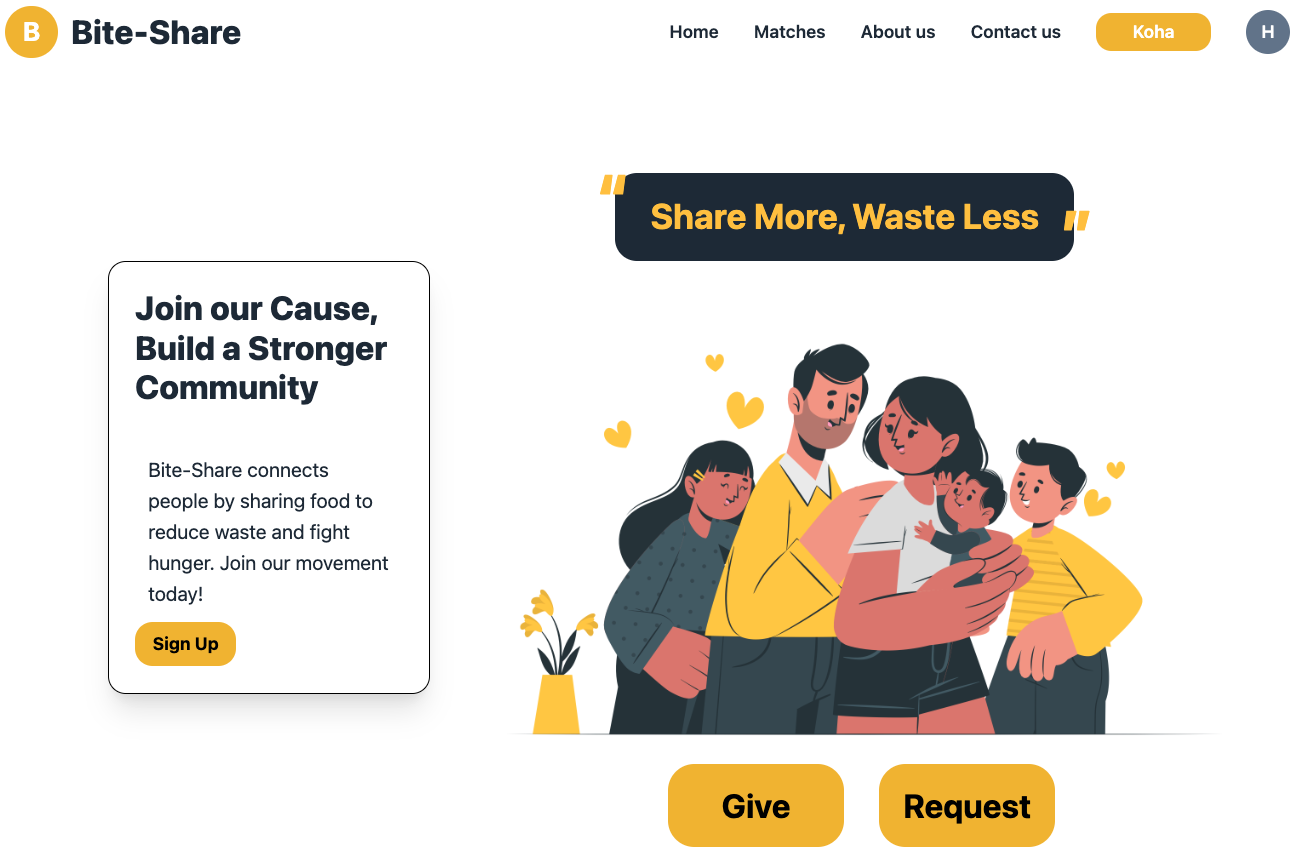 B Bite-Share Home Matches About us Contact us Koha H
"Share More, Waste Less"
Join our Cause,
Build a Stronger
Community
Bite-Share connects
people by sharing food to
reduce waste and fight
hunger. Join our movement
today!
Sign Up
Give Request